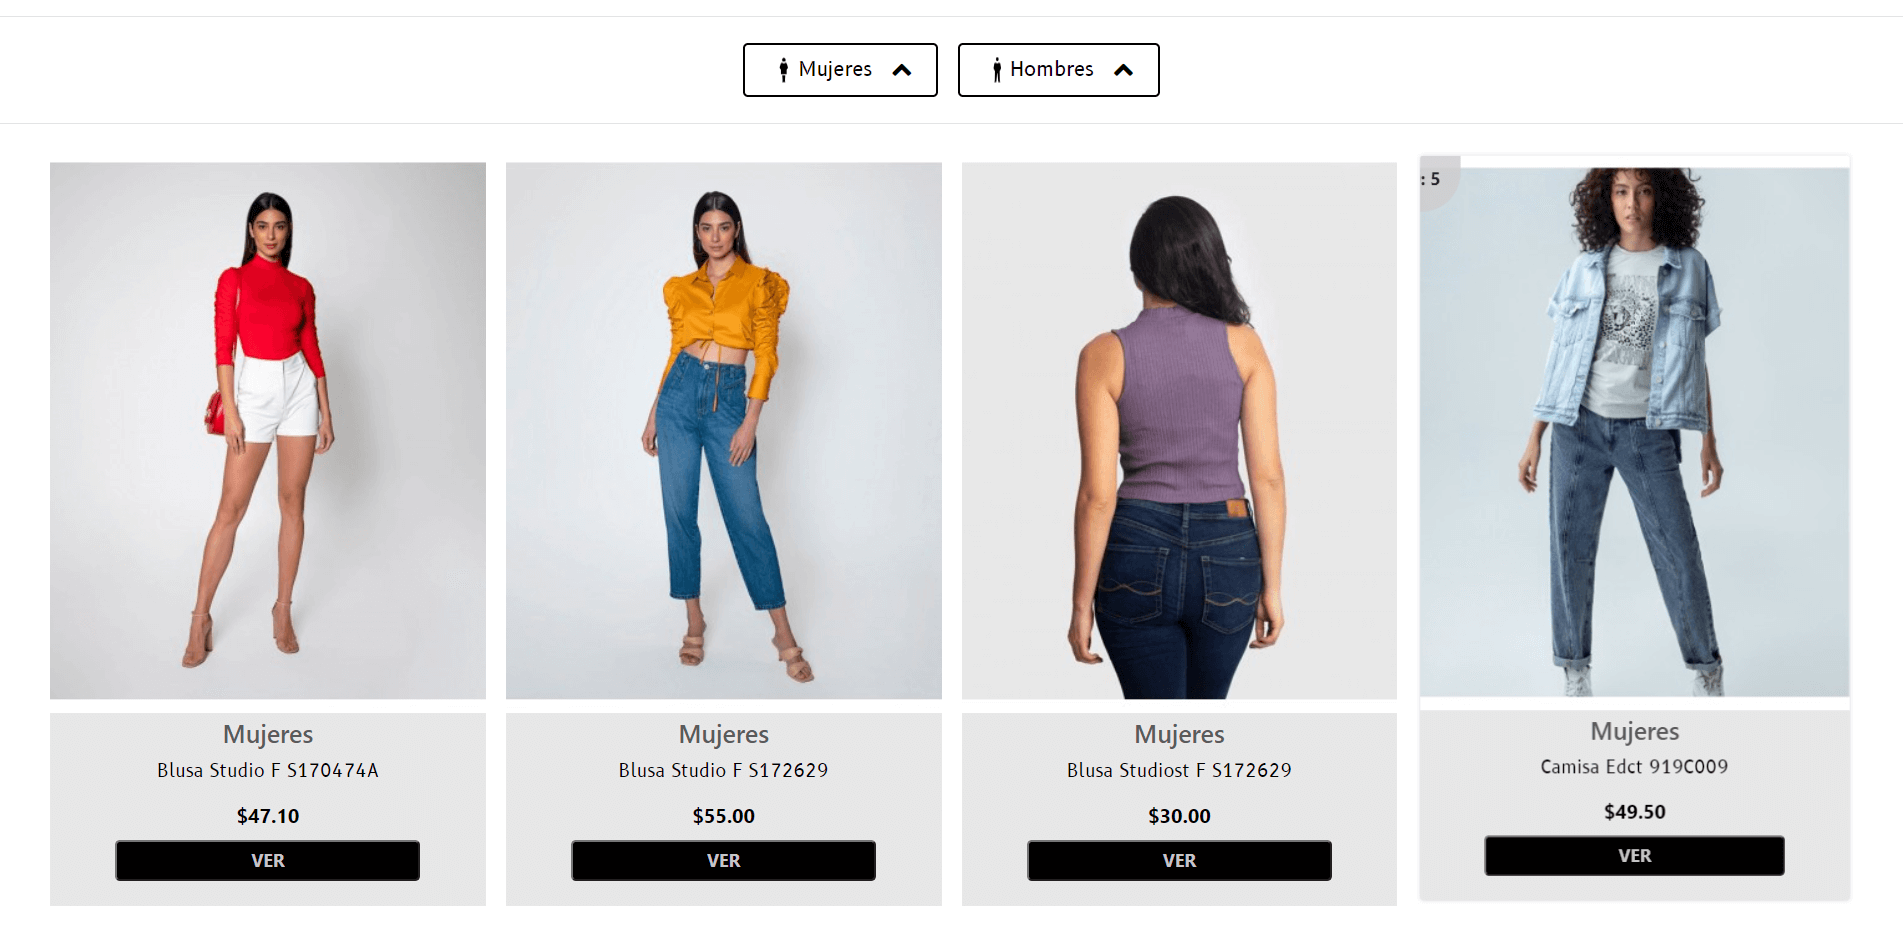 Mujeres
Hombres
: 5
Mujeres
Blusa Studio F S170474A
$47.10
VER
Mujeres
Blusa Studio F S172629
$55.00
VER
Mujeres
Blusa Studiost F S172629
$30.00
VER
Mujeres
Camisa Edct 919C009
$49.50
VER